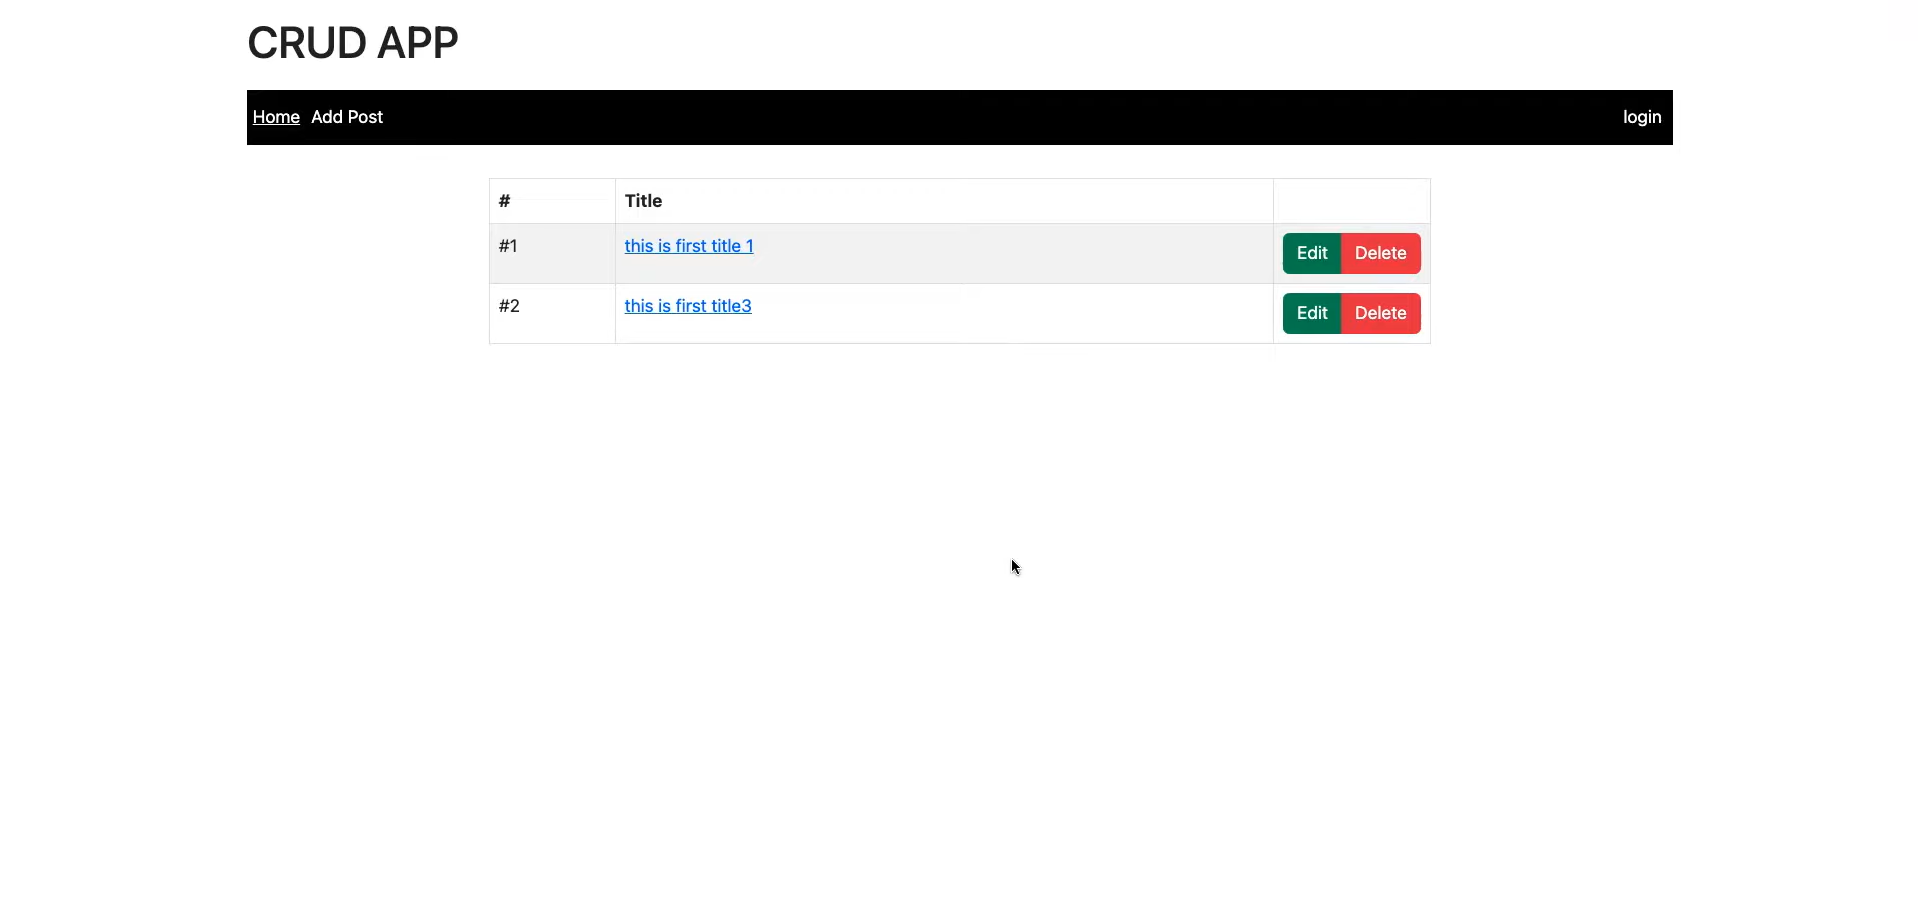 CRUD APP
Home Add Post login
# Title
#1 this is first title 1 Edit Delete
#2 this is first title3 Edit Delete